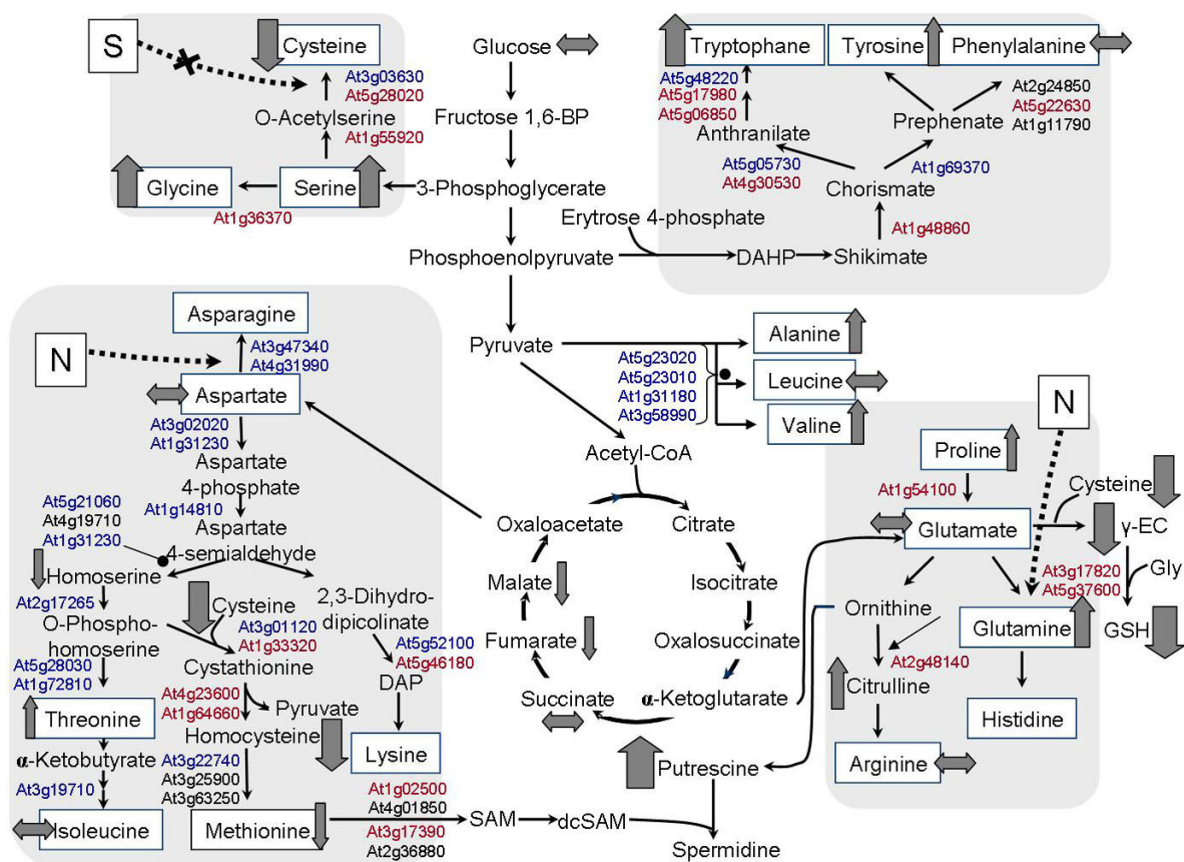 S
Cysteine
At3g03630
At5g28020
O-Acetylserine
At1g55920
Glycine
Serine
At1g36370
Glucose
Fructose 1,6-BP
3-Phosphoglycerate
Erytrose 4-phosphate
Phosphoenolpyruvate
DAHP
Shikimate
At1g48860
Chorismate
At1g69370
Prephenate
Tryptophane
Tyrosine
Phenylalanine
At5g48220
At5g17980
At5g06850
Anthranilate
At5g05730
At4g30530
At2g24850
At5g22630
At1g11790
Pyruvate
At5g23020
At5g23010
At1g31180
At3g58990
Alanine
Leucine
Valine
Acetyl-CoA
Oxaloacetate
Citrate
Isocitrate
Oxalosuccinate
α-Ketoglutarate
Succinate
Fumarate
Malate
N
Asparagine
At3g47340
At4g31990
Aspartate
At3g02020
At1g31230
Aspartate
4-phosphate
At1g14810
Aspartate
4-semialdehyde
At5g21060
At4g19710
At1g31230
Homoserine
At2g17265
O-Phospho-
homoserine
At5g28030
At1g72810
Threonine
α-Ketobutyrate
At3g19710
Isoleucine
Cysteine
At3g01120
At1g33320
Cystathionine
At4g23600
At1g64660
Pyruvate
Homocysteine
At3g22740
At3g25900
At3g63250
Methionine
2,3-Dihydro-
dipicolinate
At5g52100
At5g46180
DAP
Lysine
At1g02500
At4g01850
At3g17390
At2g36880
SAM
dcSAM
Putrescine
Spermidine
N
Proline
At1g54100
Glutamate
Cysteine
γ-EC
Gly
GSH
At3g17820
At5g37600
Glutamine
Histidine
Ornithine
At2g48140
Citrulline
Arginine